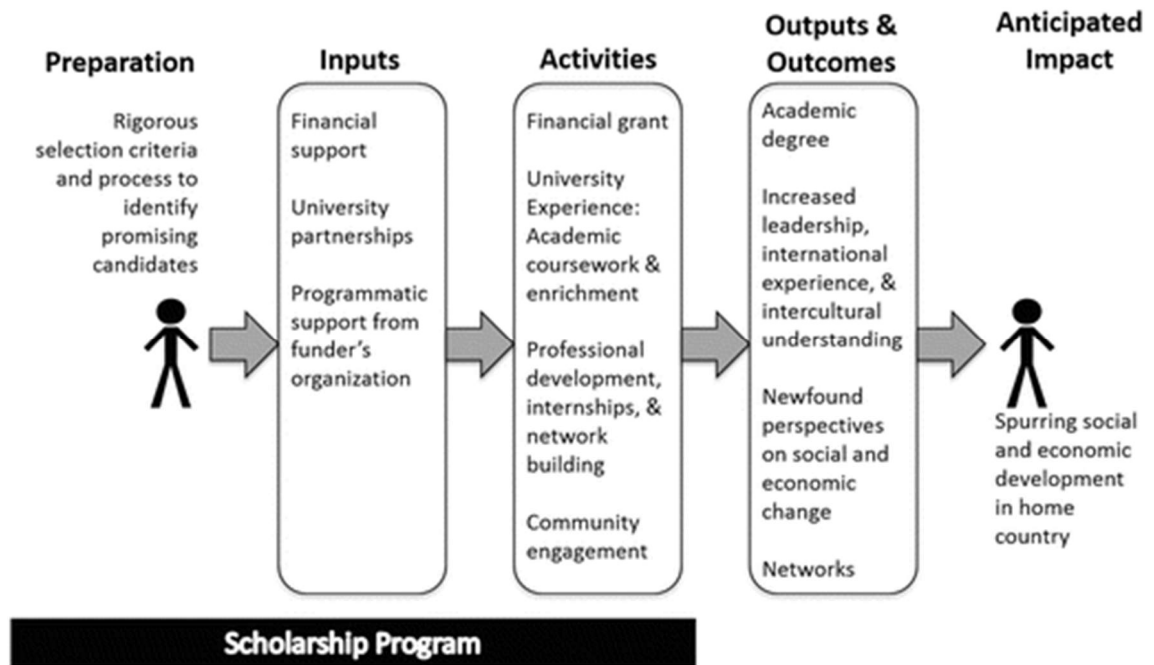 Preparation
Rigorous
selection criteria
and process to
identify
promising
candidates
Inputs
Financial
support
University
partnerships
Programmatic
support from
funder's
organization
Activities
Financial grant
University
Experience:
Academic
coursework &
enrichment
Professional
development,
internships, &
network
building
Community
engagement
Outputs &
Outcomes
Academic
degree
Increased
leadership,
international
experience, &
intercultural
understanding
Newfound
perspectives
on social and
economic
change
Networks
Anticipated
Impact
Spurring social
and economic
development
in home
country
Scholarship Program